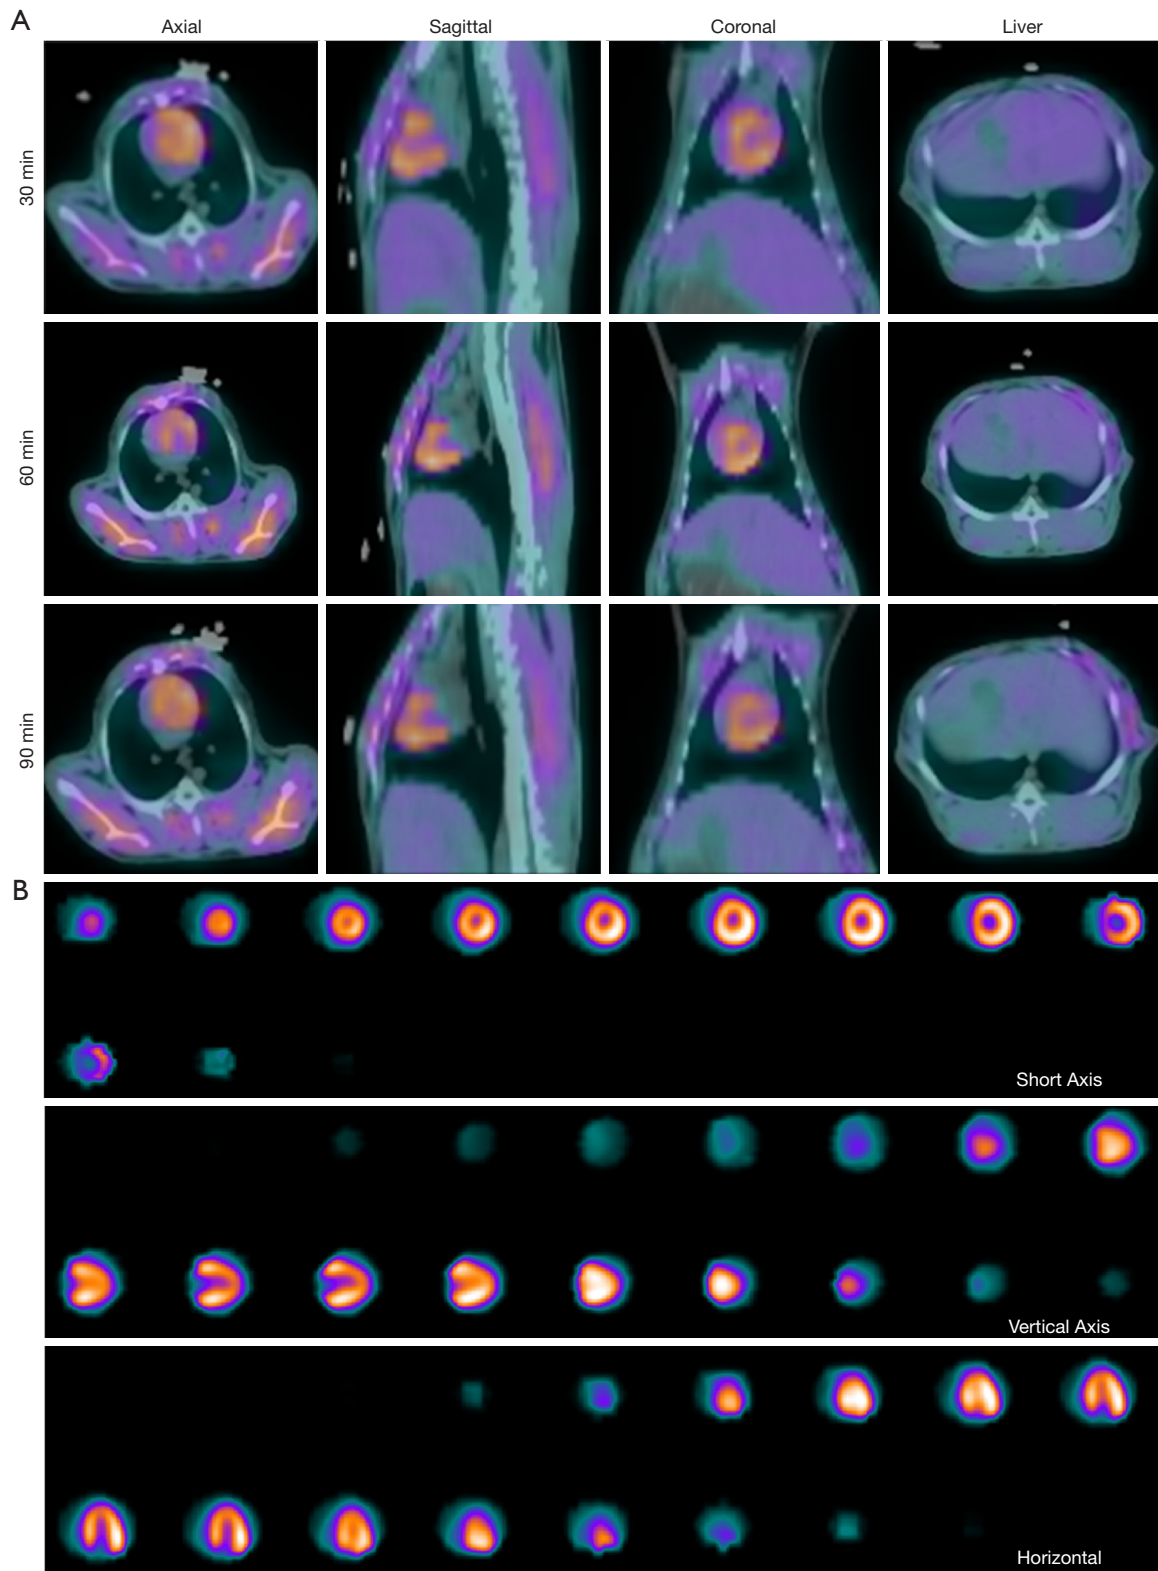 A
Axial Sagittal Coronal Liver
30 min
60 min
90 min
B
Short Axis
Vertical Axis
Horizontal